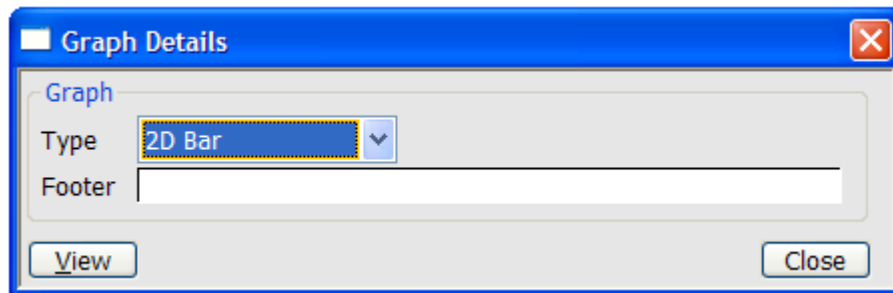 Graph Details
Graph
Type 2D Bar
Footer
View Close